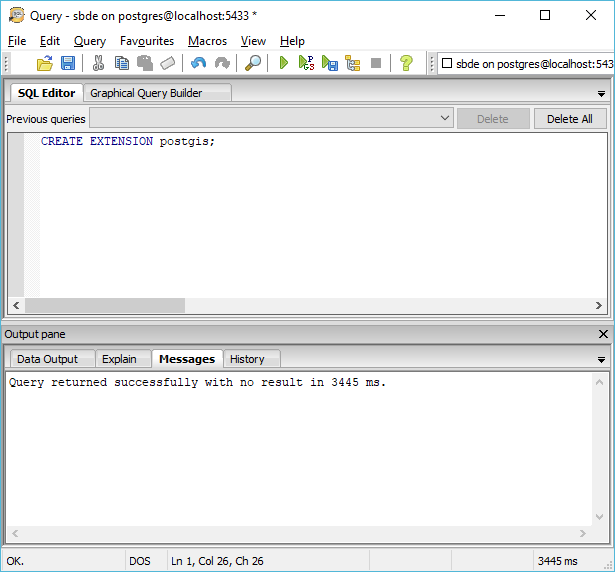 Query - sbde on postgres@localhost:5433 *
File Edit Query Favourites Macros View Help
sbde on postgres@localhost:543
SQL Editor Graphical Query Builder
Previous queries Delete Delete All
CREATE EXTENSION postgis;
Output pane
Data Output Explain Messages History
Query returned successfully with no result in 3445 ms.
OK. DOS Ln 1, Col 26, Ch 26 3445 ms